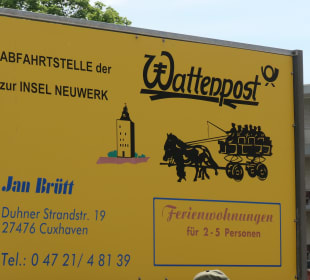 ABFAHRTSTELLE der
zur INSEL NEUWERK
Wattenpost
Jan Brütt
Duhner Strandstr. 19
27476 Cuxhaven
Tel.: 0 47 21/ 4 81 39
Ferienwohnungen
für 2 - 5 Personen